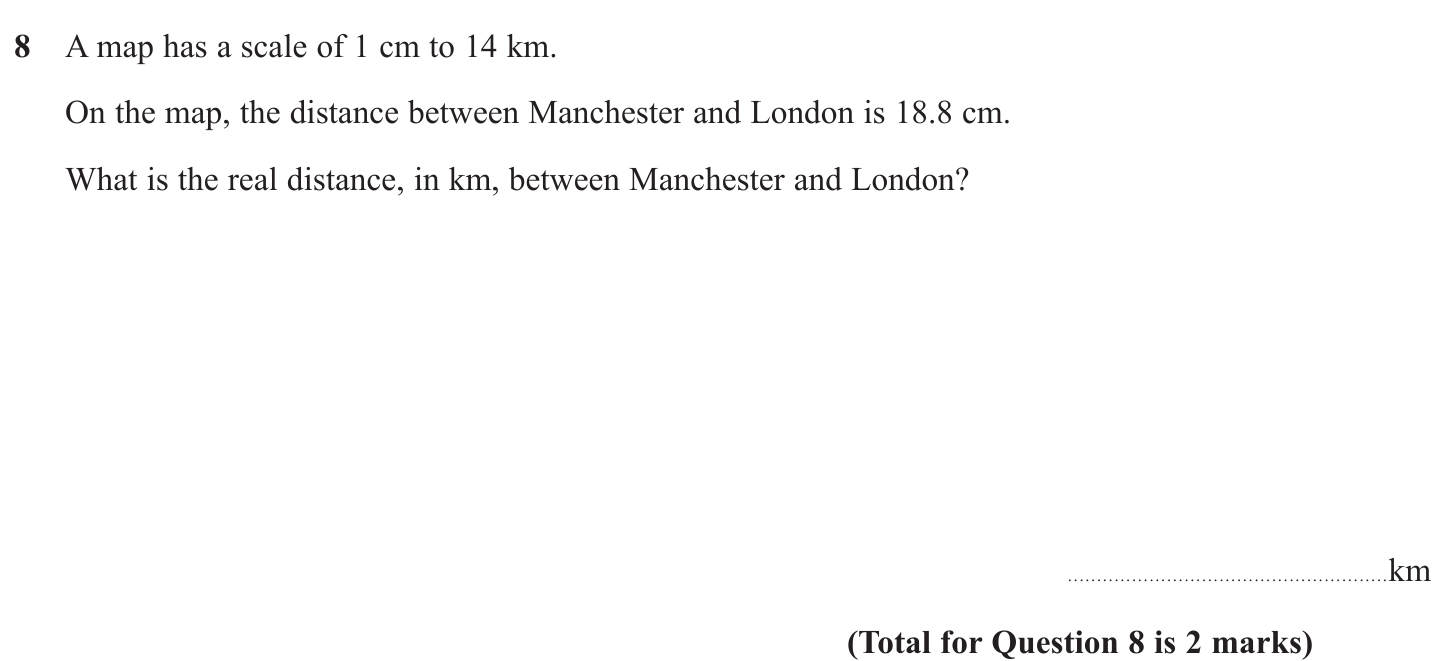 8 A map has a scale of 1 cm to 14 km.
On the map, the distance between Manchester and London is 18.8 cm.
What is the real distance, in km, between Manchester and London?
......................................................km
(Total for Question 8 is 2 marks)